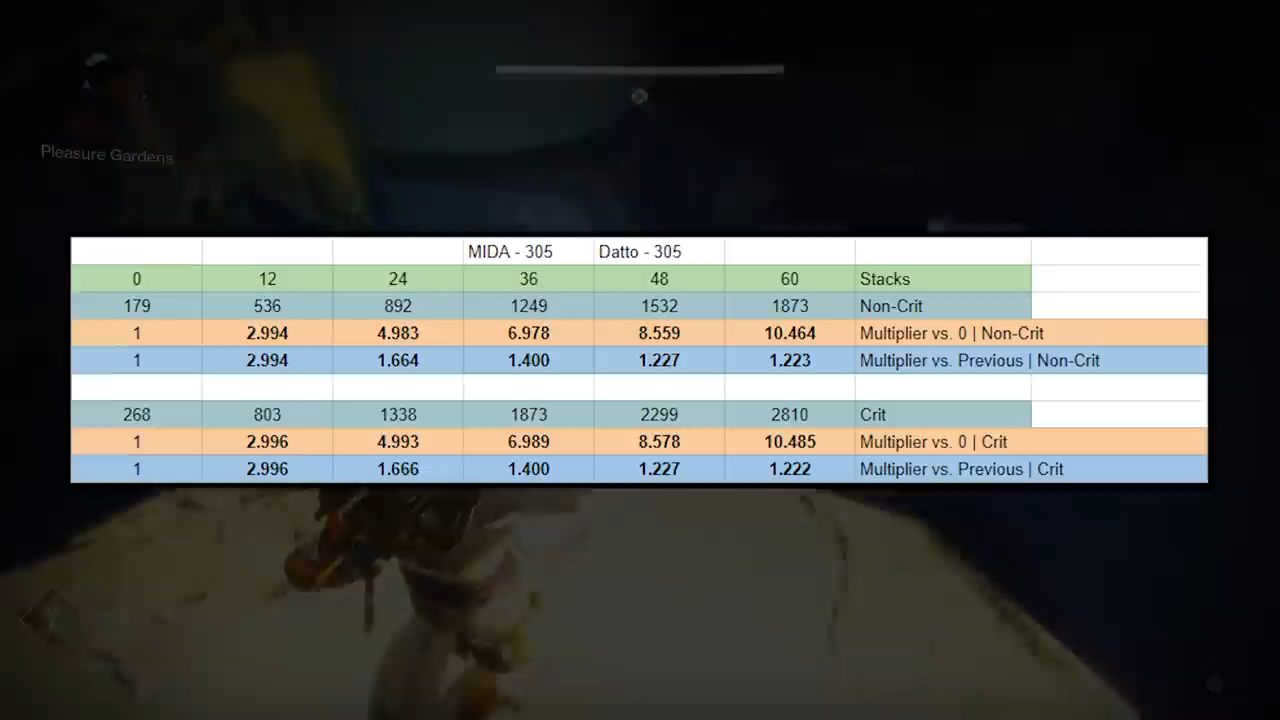 Pleasure Gardens
MIDA - 305 Datto - 305
0 12 24 36 48 60 Stacks
179 536 892 1249 1532 1873 Non-Crit
1 2.994 4.983 6.978 8.559 10.464 Multiplier vs. 0 | Non-Crit
1 2.994 1.664 1.400 1.227 1.223 Multiplier vs. Previous | Non-Crit
268 803 1338 1873 2299 2810 Crit
1 2.996 4.993 6.989 8.578 10.485 Multiplier vs. 0 | Crit
1 2.996 1.666 1.400 1.227 1.222 Multiplier vs. Previous | Crit